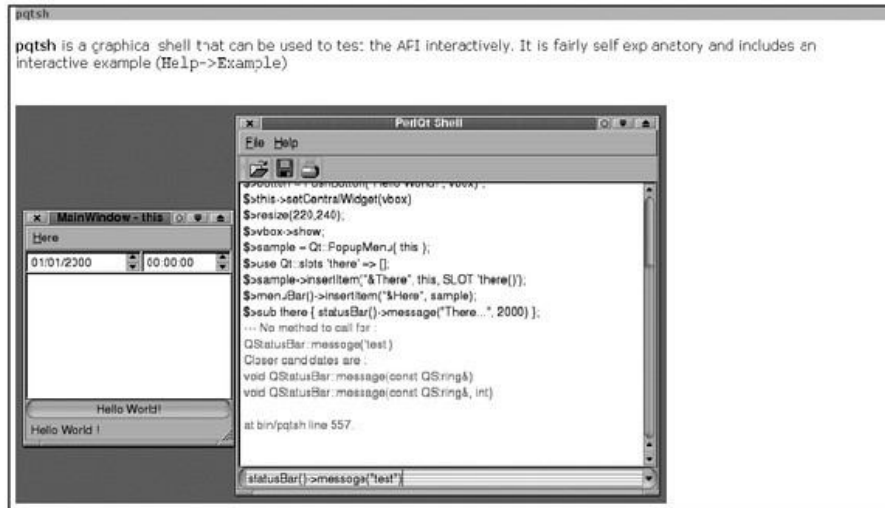 pqtsh
pqtsh is a graphical shell that can be used to test the API interactively. It is fairly self explanatory and includes an
interactive example (Help->Example)
PerlQt Shell
File Help
$>button = PushButton("Hello World!", vbox) ;
$>this->setCentralWidget(vbox)
$>resize(220,240);
$>vbox->show;
$>sample = Qt::PopupMenu( this );
$>use Qt::slots 'there' => [];
$>sample->insertItem("&There", this, SLOT 'there()');
$>menuBar()->insertItem("&Here", sample);
$>sub there { statusBar()->message("There...", 2000) };
--- No method to call for :
QStatusBar::message('test')
Closer candidates are :
void QStatusBar::message(const QString&)
void QStatusBar::message(const QString&, int)
at bin/pqtsh line 557.
statusBar()->message("test")
MainWindow - this
Here
01/01/2000 00:00:00
Hello World!
Hello World !